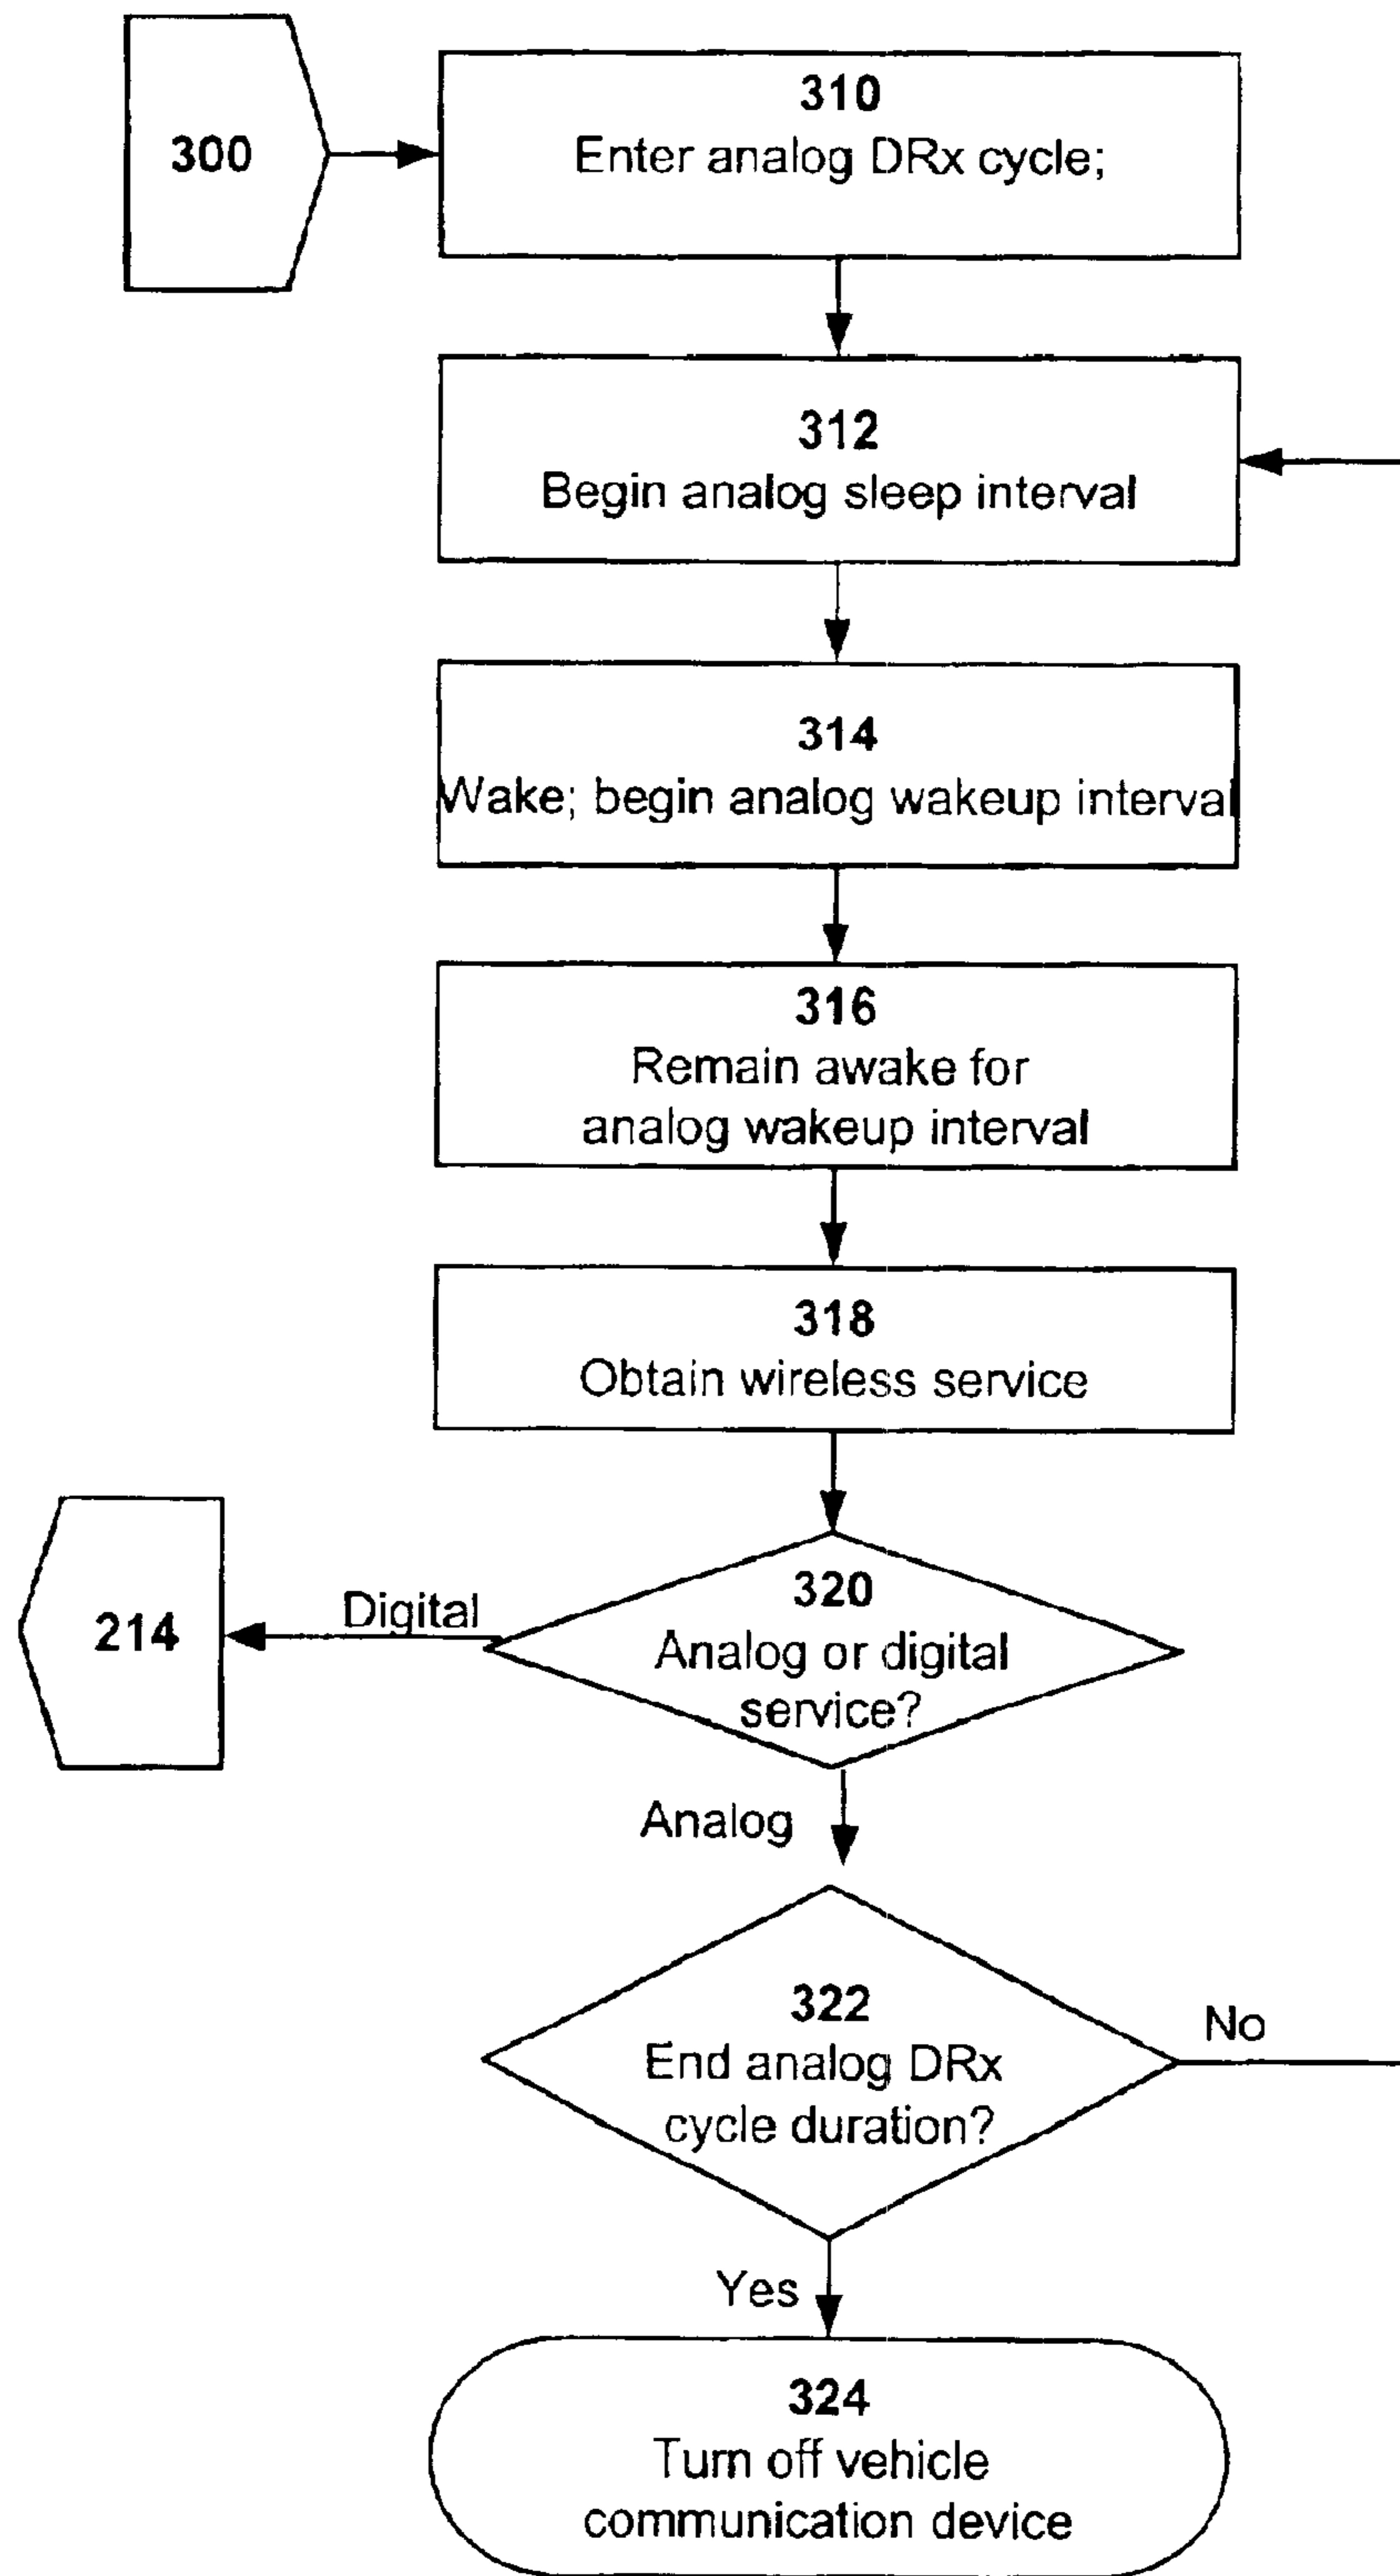 300
310
Enter analog DRx cycle;
312
Begin analog sleep interval
314
Wake; begin analog wakeup interval
316
Remain awake for
analog wakeup interval
318
Obtain wireless service
320
Analog or digital
service?
Digital
214
Analog
322
End analog DRx
cycle duration?
No
Yes
324
Turn off vehicle
communication device